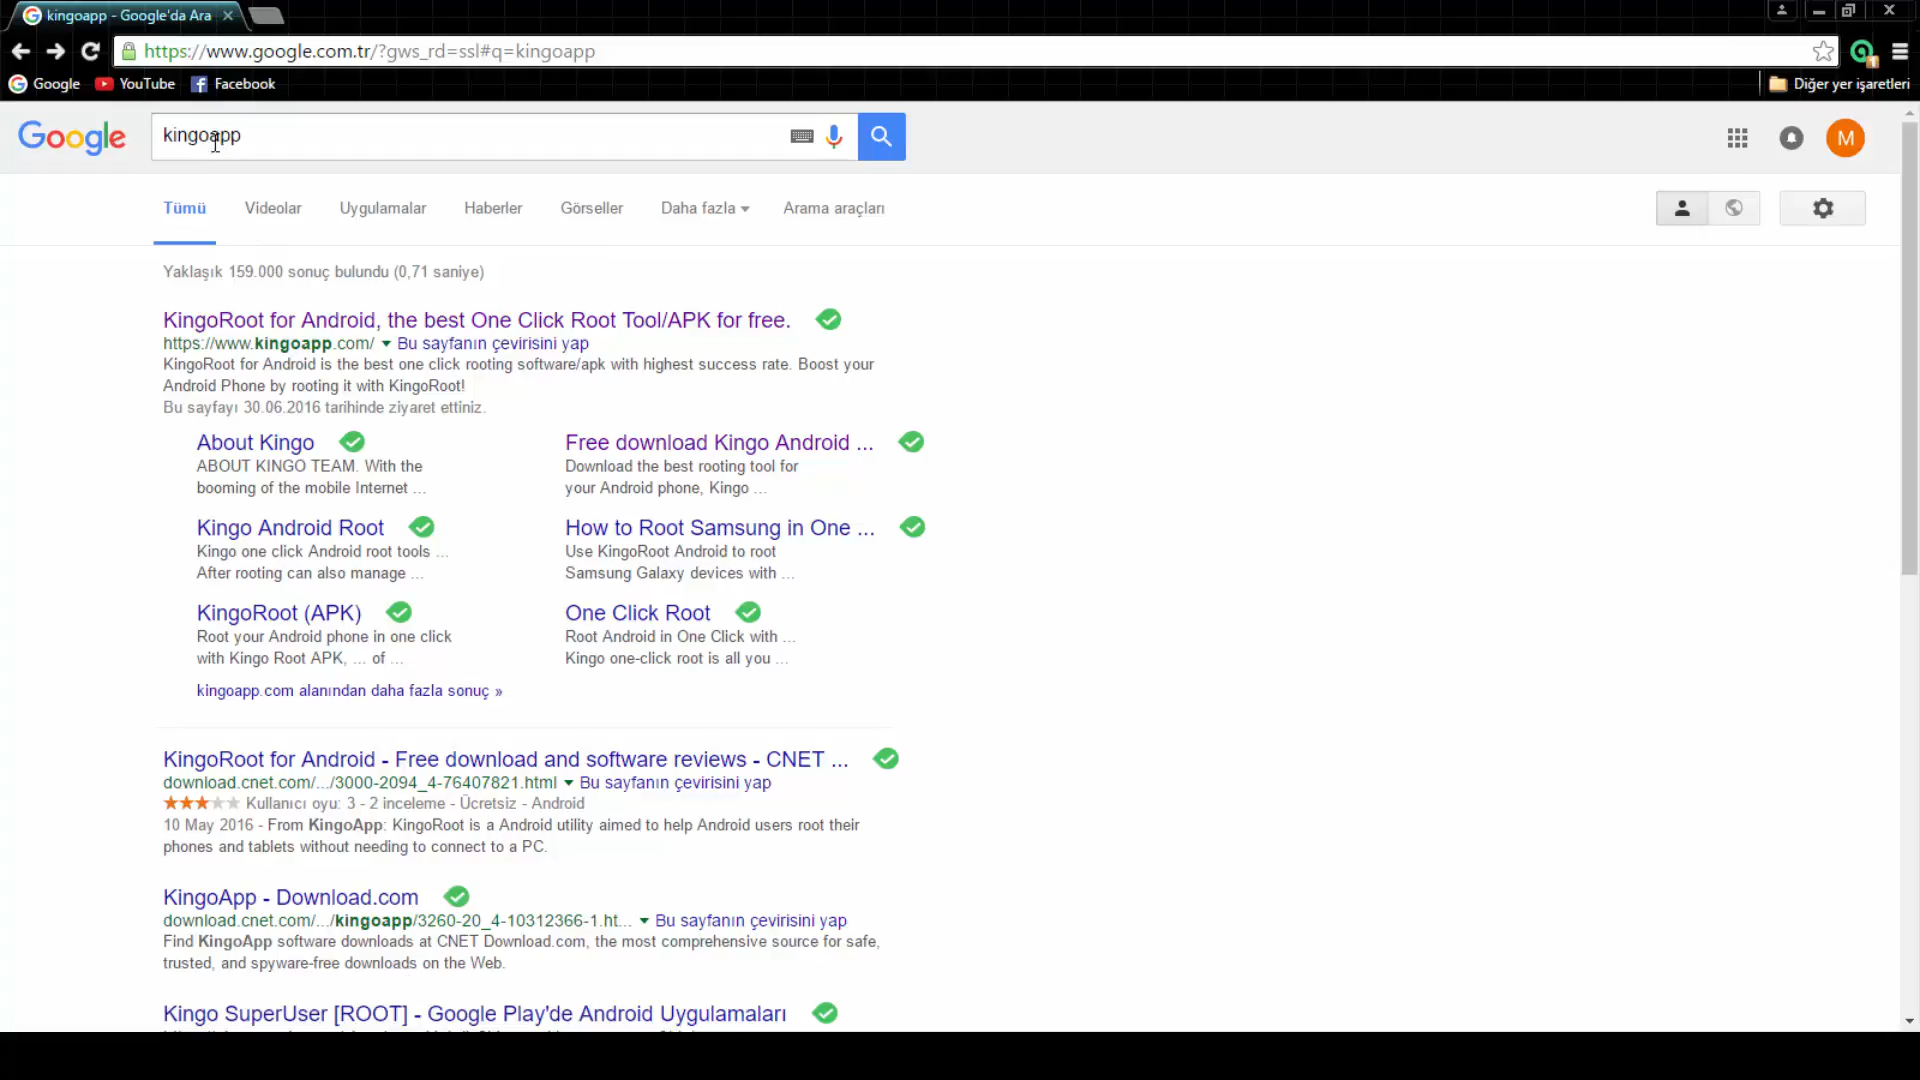 kingoapp - Google'da Ara
https://www.google.com.tr/?gws_rd=ssl#q=kingoapp
Google YouTube Facebook Diğer yer işaretleri
Google kingoapp M
Tümü Videolar Uygulamalar Haberler Görseller Daha fazla Arama araçları
Yaklaşık 159.000 sonuç bulundu (0,71 saniye)
KingoRoot for Android, the best One Click Root Tool/APK for free.
https://www.kingoapp.com/ Bu sayfanın çevirisini yap
KingoRoot for Android is the best one click rooting software/apk with highest success rate. Boost your
Android Phone by rooting it with KingoRoot!
Bu sayfayı 30.06.2016 tarihinde ziyaret ettiniz.
About Kingo
ABOUT KINGO TEAM. With the
booming of the mobile Internet ...
Free download Kingo Android ...
Download the best rooting tool for
your Android phone, Kingo ...
Kingo Android Root
Kingo one click Android root tools ...
After rooting can also manage ...
How to Root Samsung in One ...
Use KingoRoot Android to root
Samsung Galaxy devices with ...
KingoRoot (APK)
Root your Android phone in one click
with Kingo Root APK, ... of ...
One Click Root
Root Android in One Click with ...
Kingo one-click root is all you ...
kingoapp.com alanından daha fazla sonuç »
KingoRoot for Android - Free download and software reviews - CNET ...
download.cnet.com/.../3000-2094_4-76407821.html Bu sayfanın çevirisini yap
Kullanıcı oyu: 3 - 2 inceleme - Ücretsiz - Android
10 May 2016 - From KingoApp: KingoRoot is a Android utility aimed to help Android users root their
phones and tablets without needing to connect to a PC.
KingoApp - Download.com
download.cnet.com/.../kingoapp/3260-20_4-10312366-1.ht... Bu sayfanın çevirisini yap
Find KingoApp software downloads at CNET Download.com, the most comprehensive source for safe,
trusted, and spyware-free downloads on the Web.
Kingo SuperUser [ROOT] - Google Play'de Android Uygulamaları